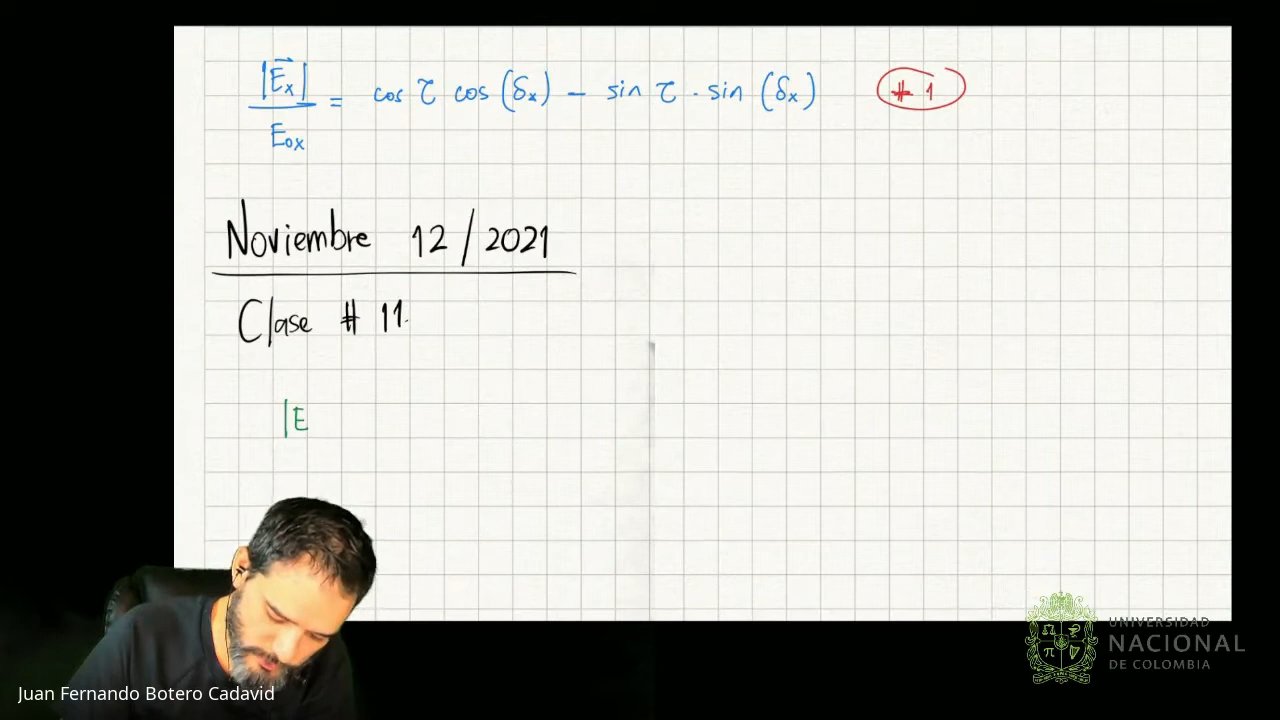 |E⃗x| / E0x = cos τ cos (δx) − sin τ · sin (δx) # 1
Noviembre 12 / 2021
Clase # 11.
|E
UNIVERSIDAD
NACIONAL
DE COLOMBIA
Juan Fernando Botero Cadavid